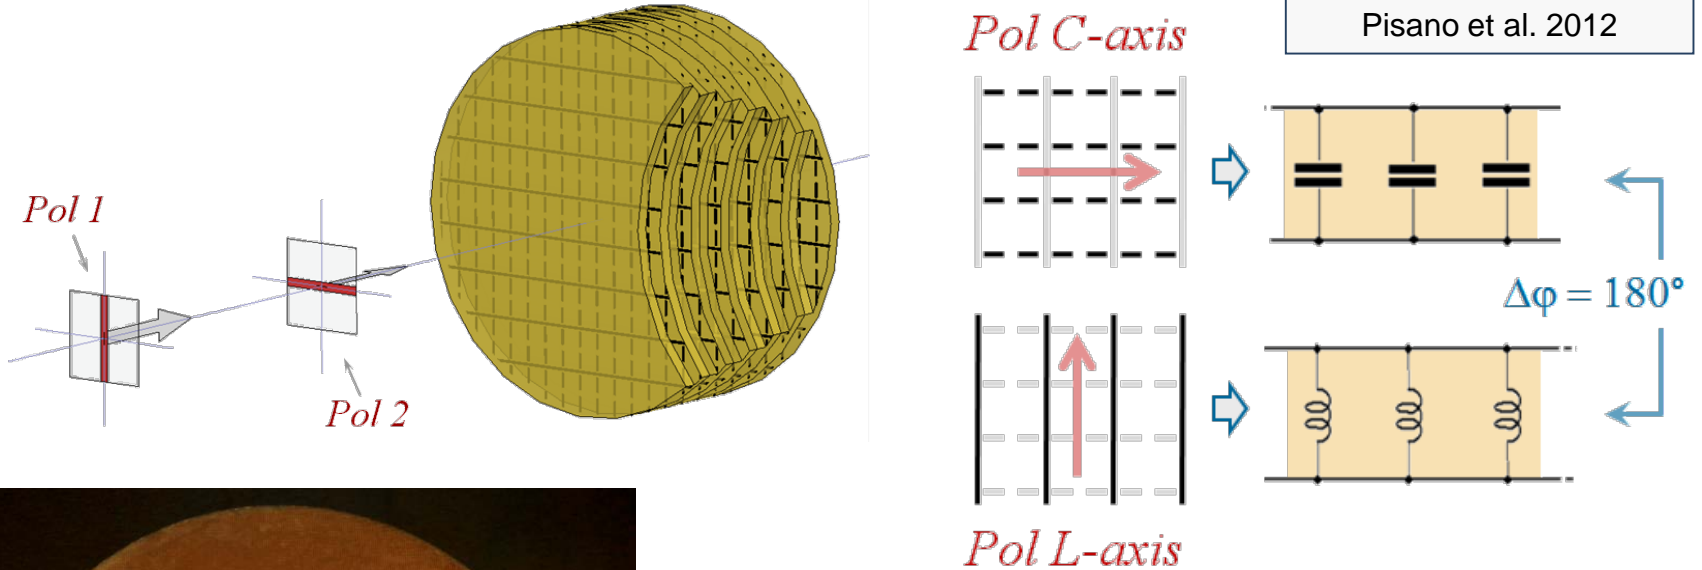 Pol 1
Pol 2
Pol C-axis
Pisano et al. 2012
Δφ = 180°
Pol L-axis